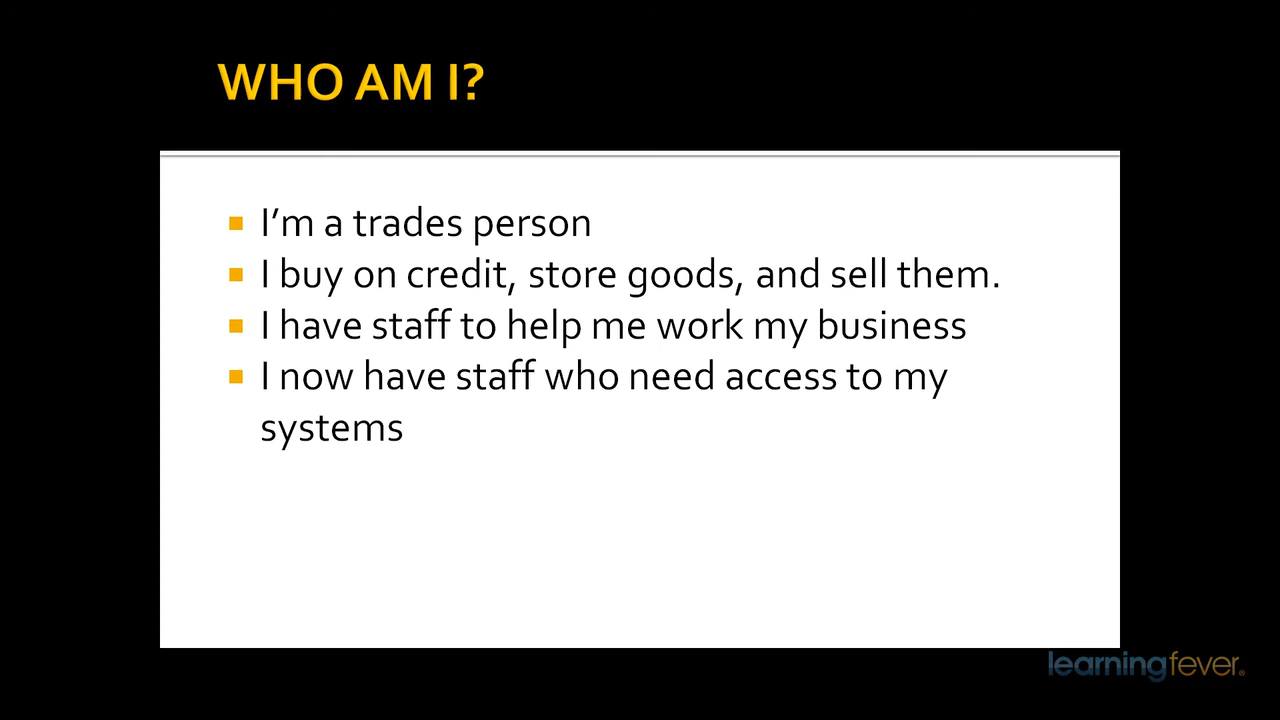 WHO AM I?
I'm a trades person
I buy on credit, store goods, and sell them.
I have staff to help me work my business
I now have staff who need access to my
systems
learningfever®